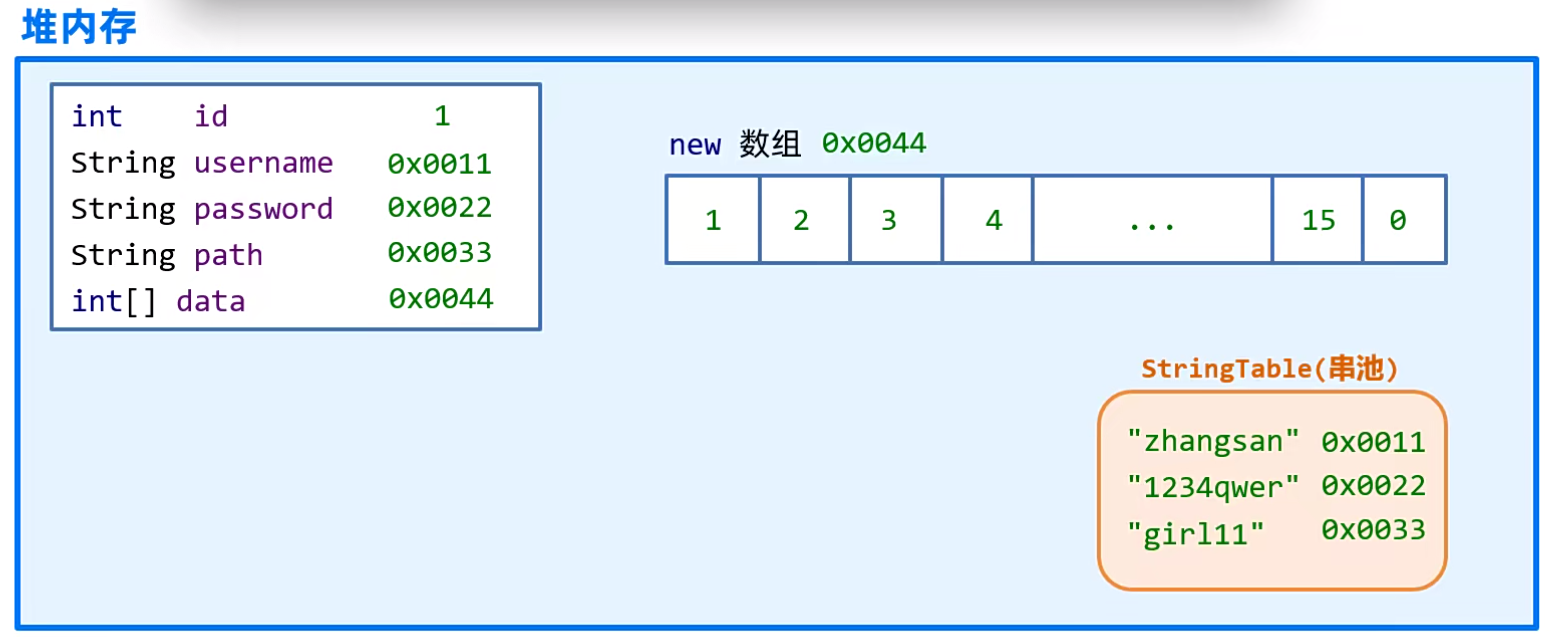 堆内存
int id 1
String username 0x0011
String password 0x0022
String path 0x0033
int[] data 0x0044
new 数组 0x0044
1 2 3 4 ... 15 0
StringTable(串池)
"zhangsan" 0x0011
"1234qwer" 0x0022
"girl11" 0x0033